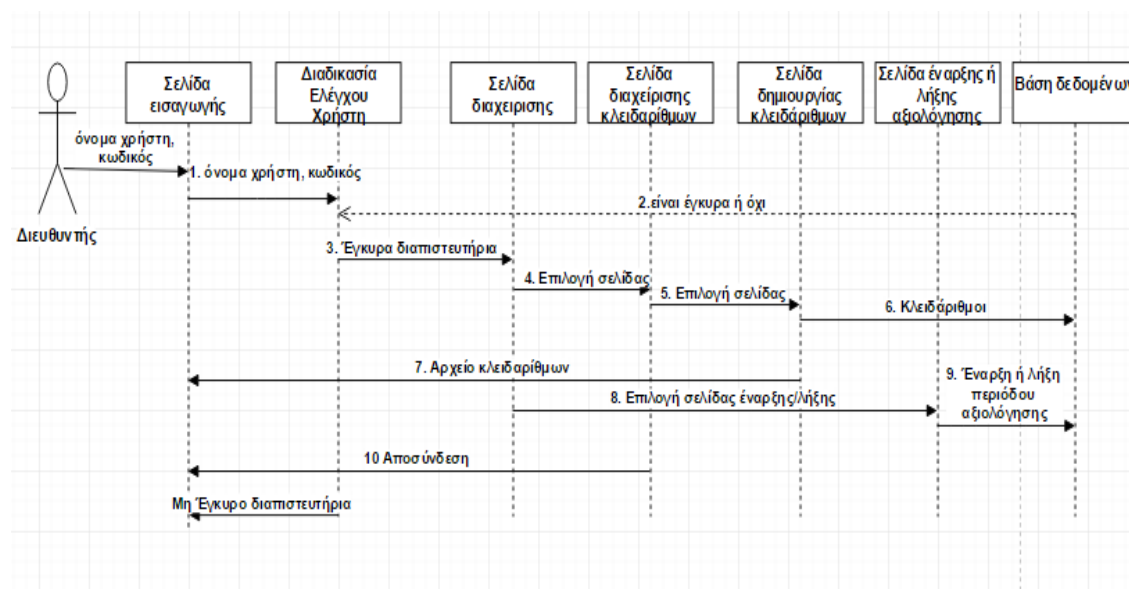 Σελίδα
εισαγωγής
Διαδικασία
Ελέγχου
Χρήστη
Σελίδα
διαχειρισης
Σελίδα
διαχείρισης
κλειδαρίθμων
Σελίδα
δημιουργίας
κλειδάριθμων
Σελίδα έναρξης ή
λήξης
αξιολόγησης
Βάση δεδομένων
όνομα χρήστη,
κωδικός
1. όνομα χρήστη, κωδικός
2.είναι έγκυρα ή όχι
Διευθυντής
3. Έγκυρα διαπιστευτήρια
4. Επιλογή σελίδας
5. Επιλογή σελίδας
6. Κλειδάριθμοι
7. Αρχείο κλειδαρίθμων
8. Επιλογή σελίδας έναρξης/λήξης
9. Έναρξη ή λήξη
περιόδου
αξιολόγησης
10 Αποσύνδεση
Μη Έγκυρο διαπιστευτήρια